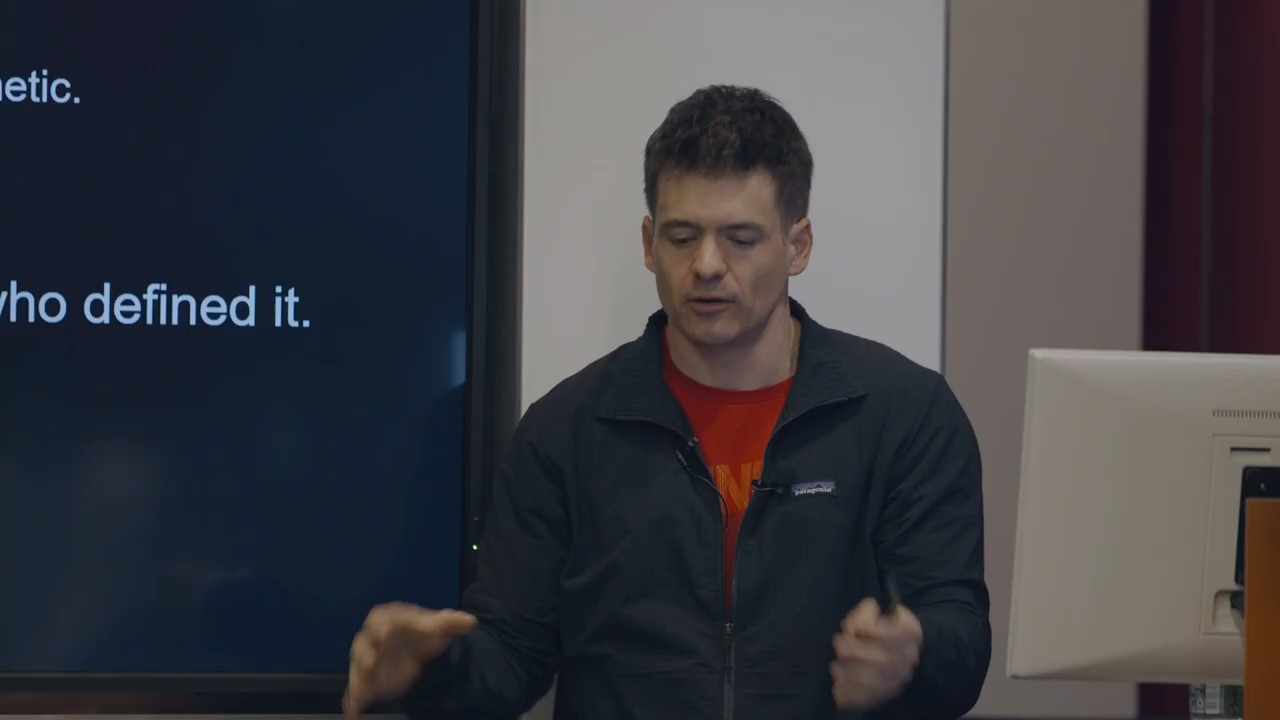 etic.
who defined it.
patagonia